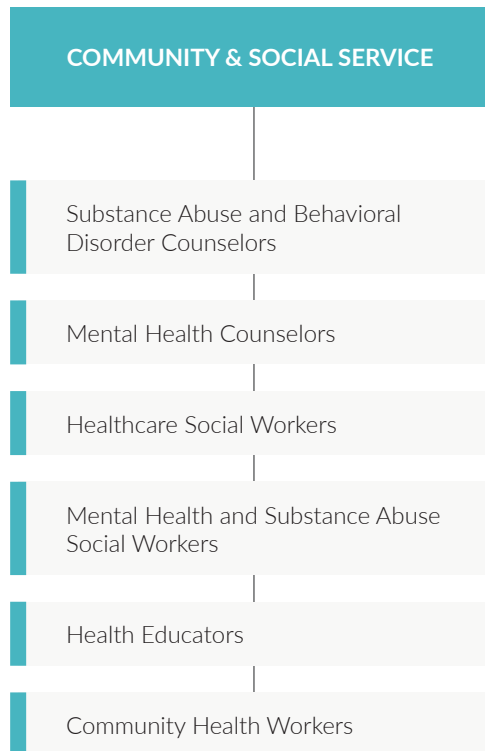 COMMUNITY & SOCIAL SERVICE
Substance Abuse and Behavioral
Disorder Counselors
Mental Health Counselors
Healthcare Social Workers
Mental Health and Substance Abuse
Social Workers
Health Educators
Community Health Workers